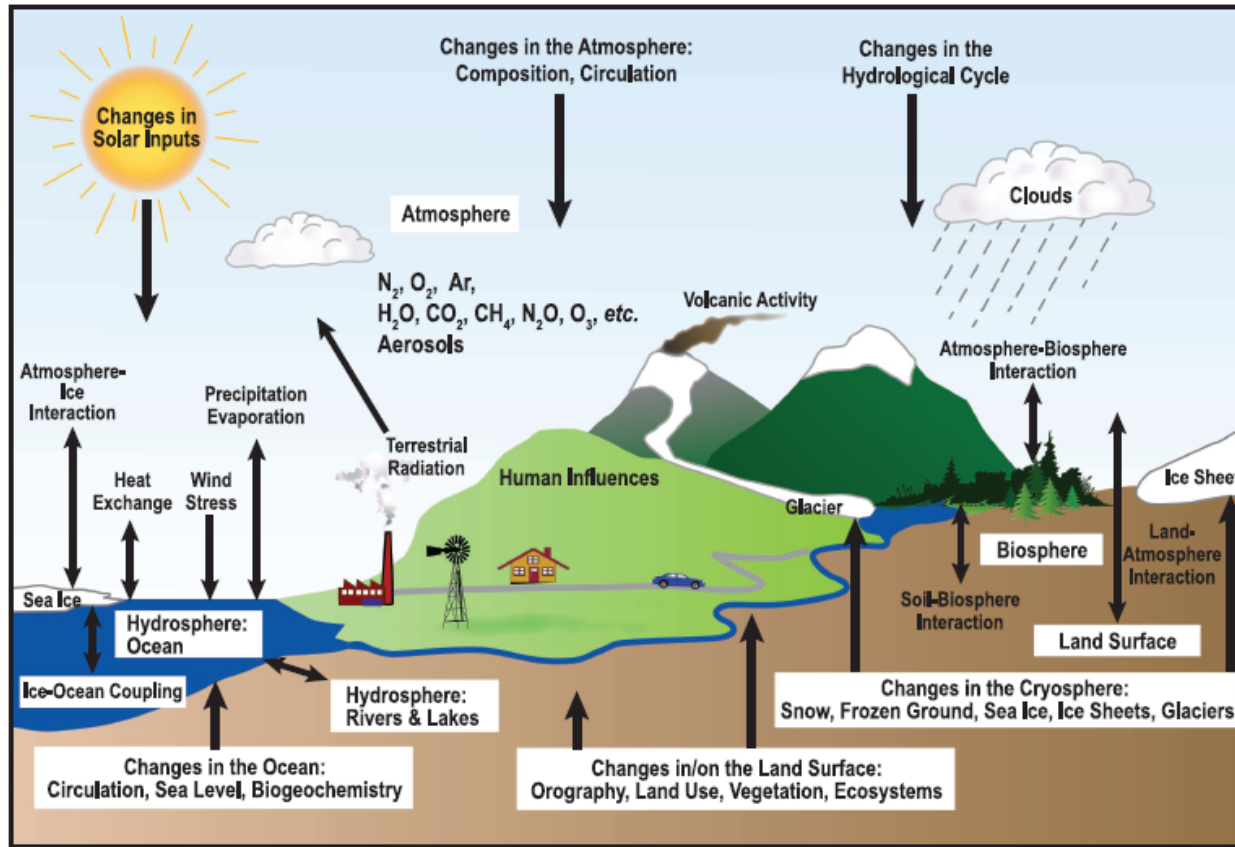 Changes in the Atmosphere:
Composition, Circulation
Changes in the
Hydrological Cycle
Changes in
Solar Inputs
Clouds
Atmosphere
N₂, O₂, Ar,
H₂O, CO₂, CH₄, N₂O, O₃, etc.
Aerosols
Volcanic Activity
Atmosphere-
Ice
Interaction
Precipitation
Evaporation
Atmosphere-Biosphere
Interaction
Terrestrial
Radiation
Human Influences
Heat
Exchange
Wind
Stress
Glacier
Ice Sheet
Land-
Atmosphere
Interaction
Biosphere
Soil-Biosphere
Interaction
Land Surface
Sea Ice
Hydrosphere:
Ocean
Ice-Ocean Coupling
Hydrosphere:
Rivers & Lakes
Changes in the Cryosphere:
Snow, Frozen Ground, Sea Ice, Ice Sheets, Glaciers
Changes in the Ocean:
Circulation, Sea Level, Biogeochemistry
Changes in/on the Land Surface:
Orography, Land Use, Vegetation, Ecosystems